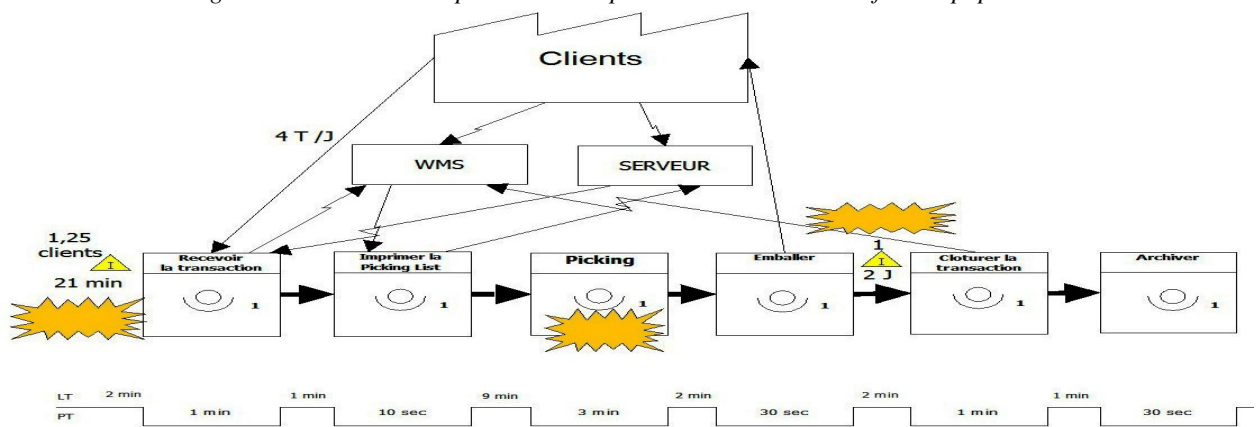 Clients
4 T /J
WMS
SERVEUR
1,25
clients
I
21 min
Recevoir
la transaction
1
Imprimer la
Picking List
1
Picking
1
Emballer
1
1
I
2 J
Cloturer la
transaction
1
Archiver
1
LT
2 min
1 min
9 min
2 min
2 min
1 min
PT
1 min
10 sec
3 min
30 sec
1 min
30 sec